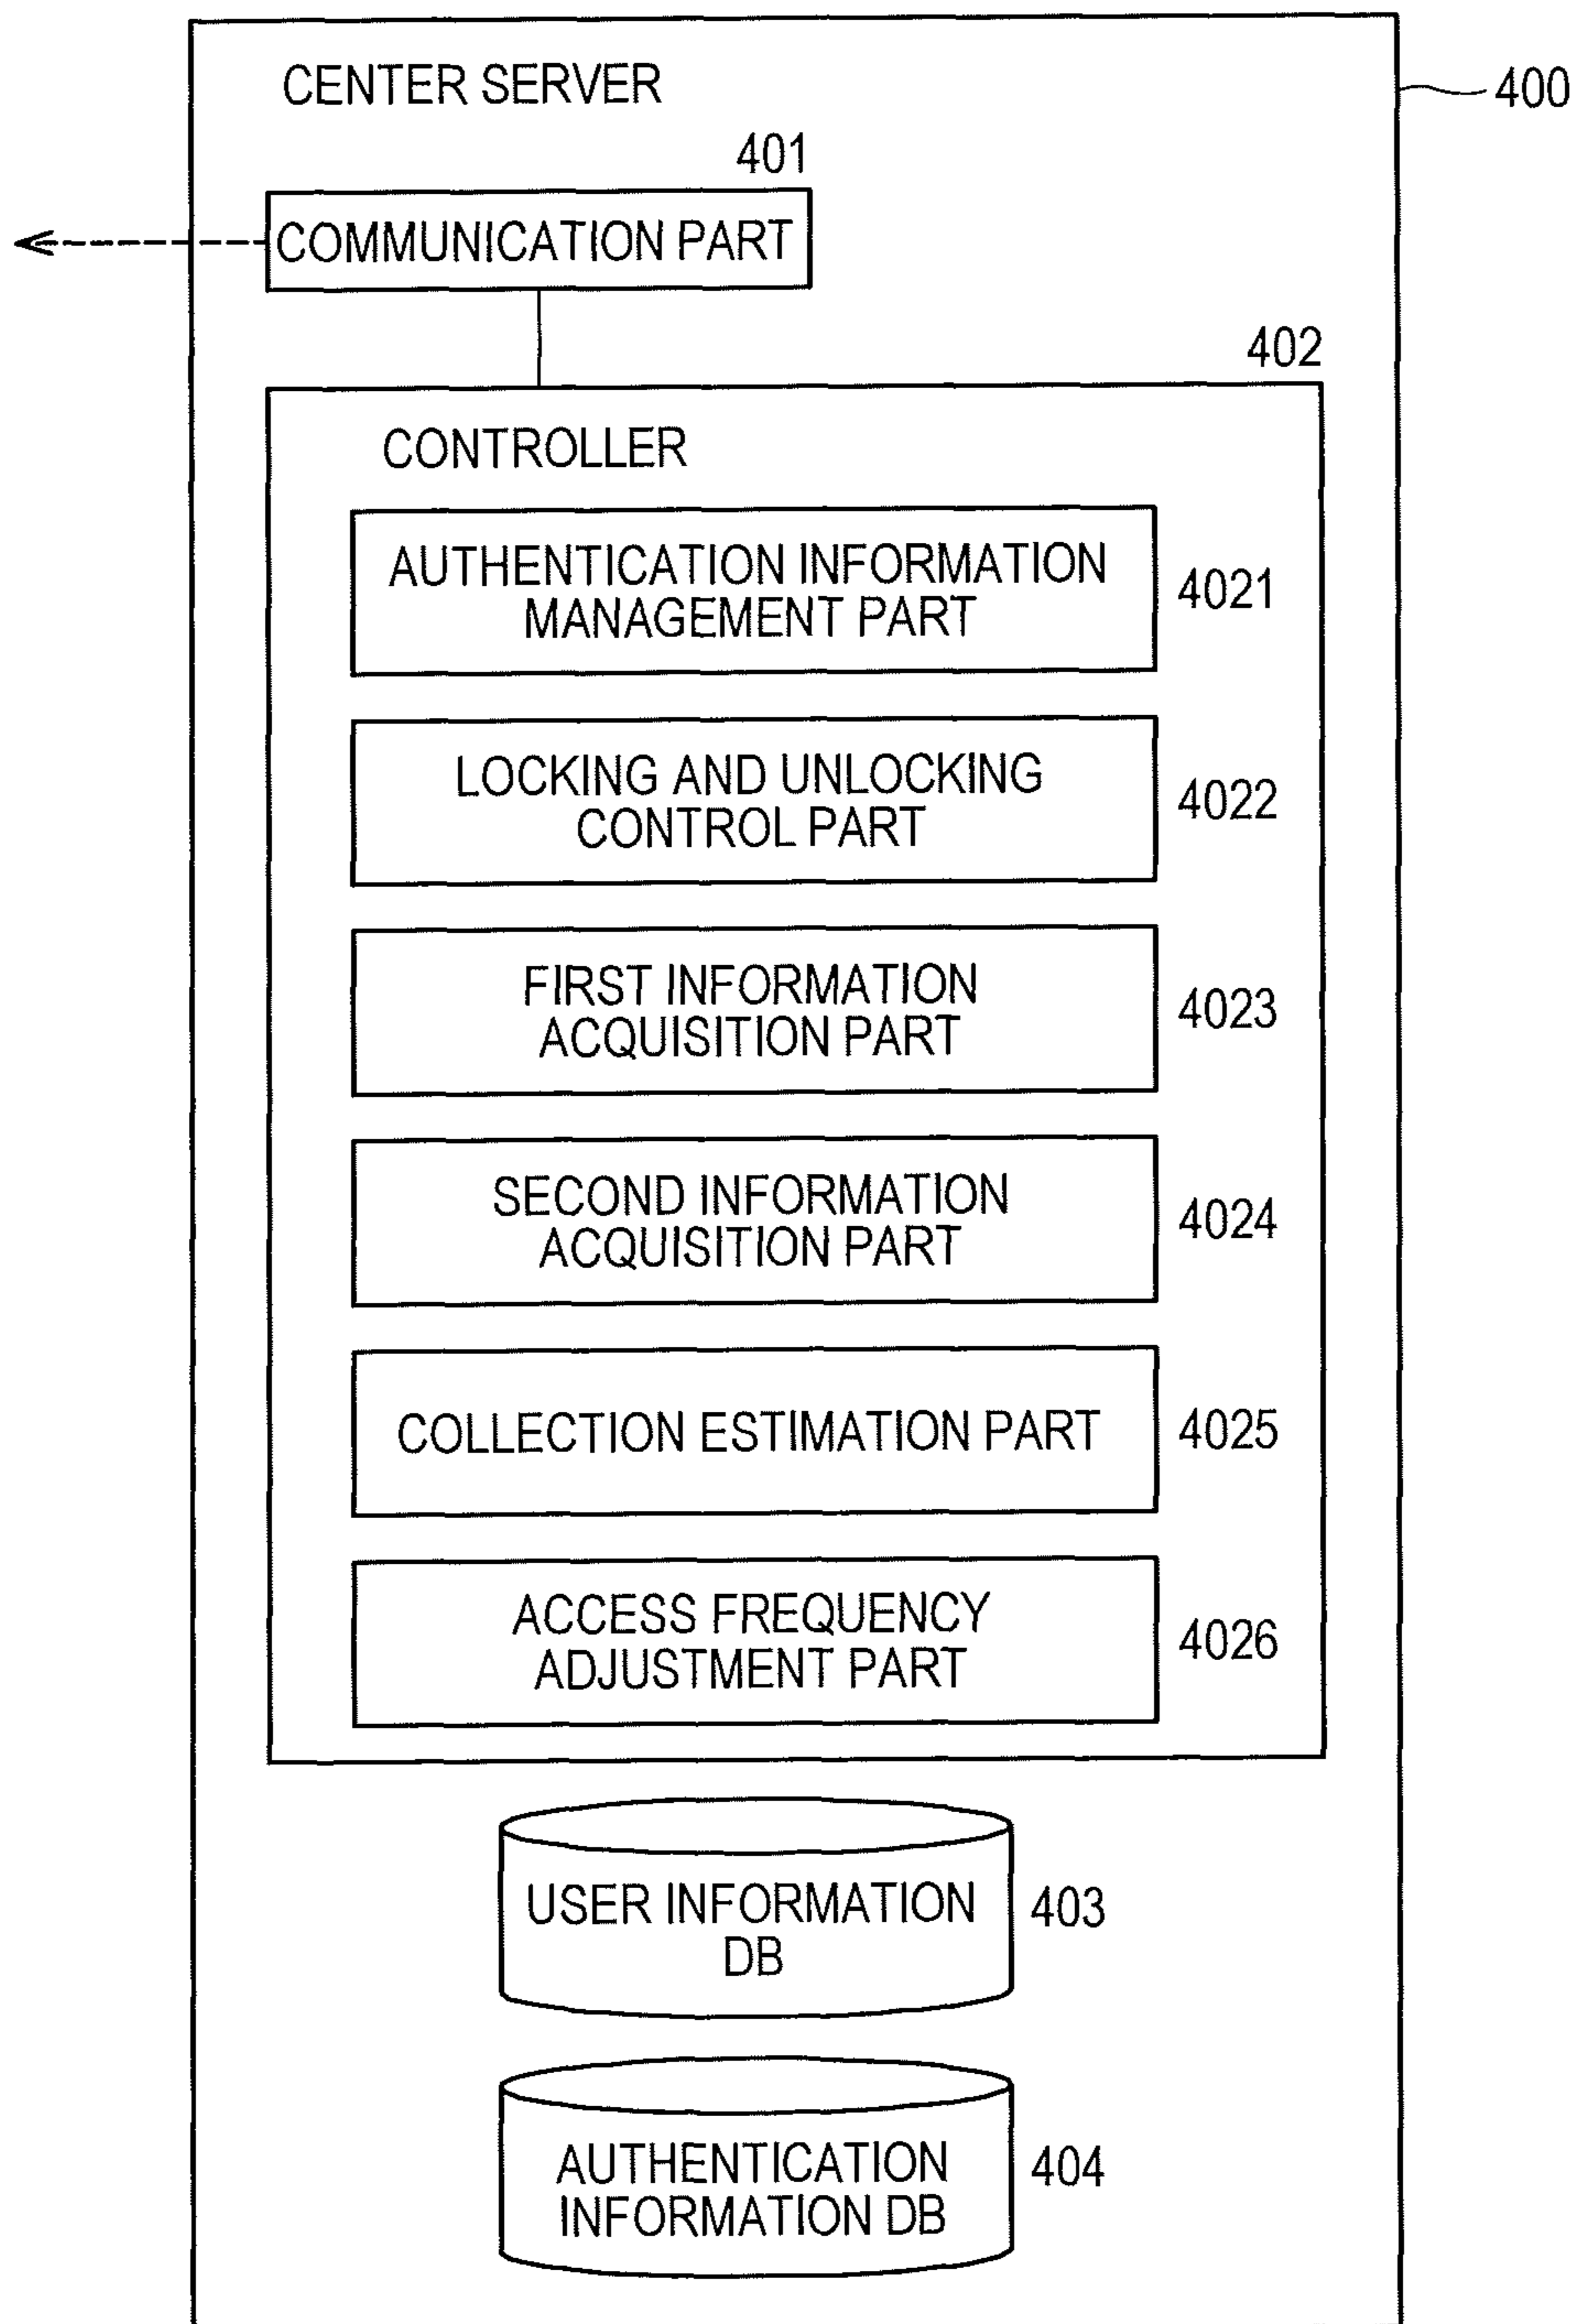 CENTER SERVER
400
401
COMMUNICATION PART
402
CONTROLLER
AUTHENTICATION INFORMATION
MANAGEMENT PART
4021
LOCKING AND UNLOCKING
CONTROL PART
4022
FIRST INFORMATION
ACQUISITION PART
4023
SECOND INFORMATION
ACQUISITION PART
4024
COLLECTION ESTIMATION PART
4025
ACCESS FREQUENCY
ADJUSTMENT PART
4026
USER INFORMATION
DB
403
AUTHENTICATION
INFORMATION DB
404